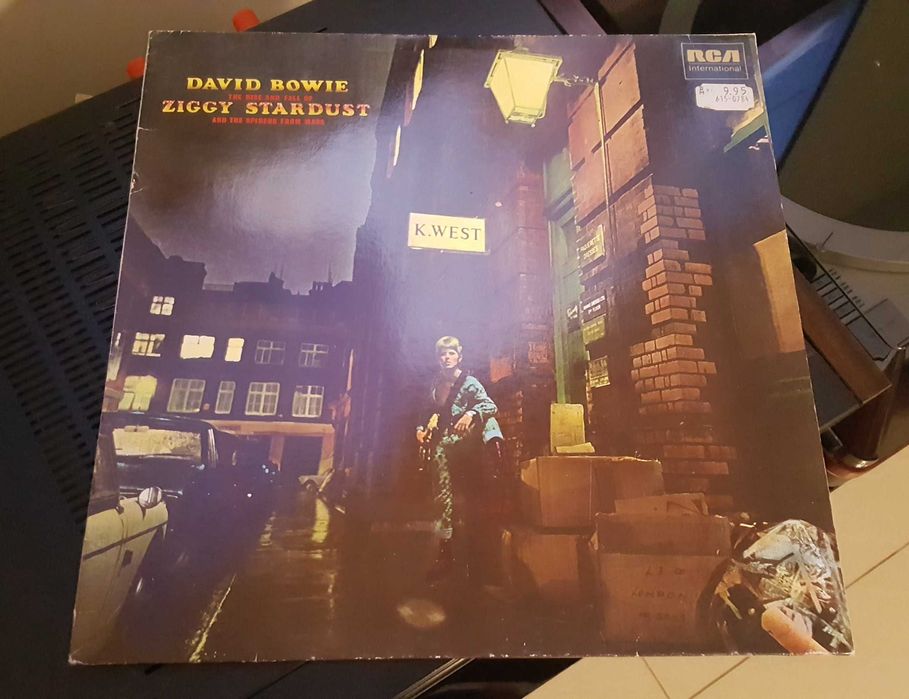 DAVID BOWIE
THE RISE AND FALL OF
ZIGGY STARDUST
AND THE SPIDERS FROM MARS
RCA
International
9.95
K.WEST
LONDON